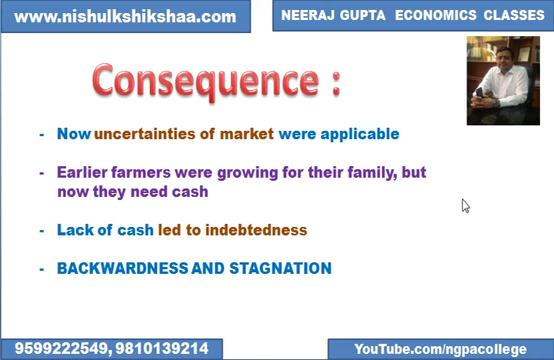 www.nishulkshikshaa.com
NEERAJ GUPTA ECONOMICS CLASSES
Consequence :
- Now uncertainties of market were applicable
- Earlier farmers were growing for their family, but
now they need cash
- Lack of cash led to indebtedness
- BACKWARDNESS AND STAGNATION
9599222549, 9810139214
YouTube.com/ngpacollege